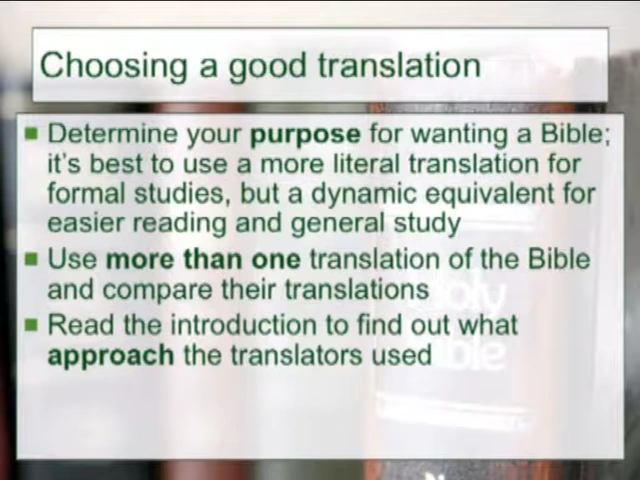 Choosing a good translation
Determine your purpose for wanting a Bible;
it's best to use a more literal translation for
formal studies, but a dynamic equivalent for
easier reading and general study
Use more than one translation of the Bible
and compare their translations
Read the introduction to find out what
approach the translators used
Holy
Bible